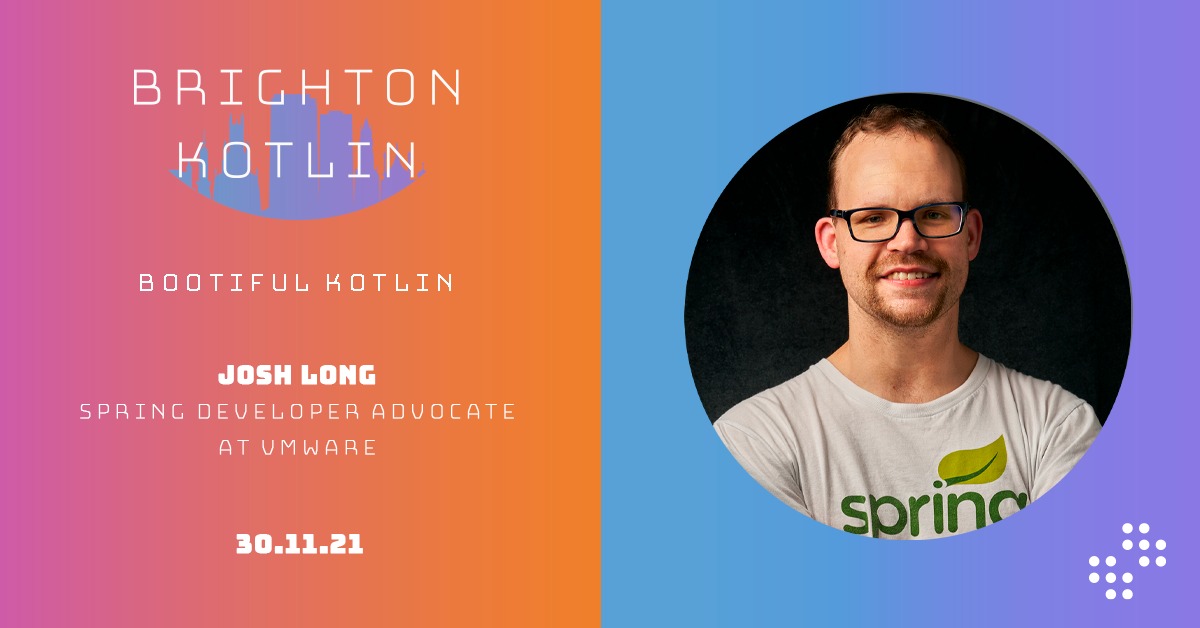 BRIGHTON
KOTLIN
BOOTIFUL KOTLIN
JOSH LONG
SPRING DEVELOPER ADVOCATE
AT VMWARE
30.11.21
spring